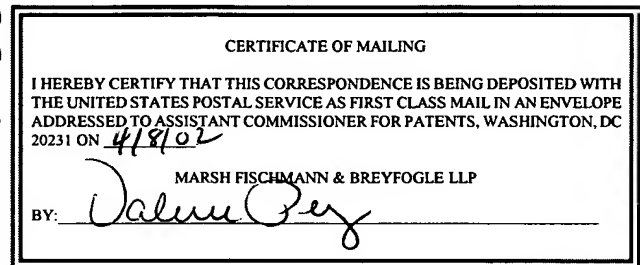 CERTIFICATE OF MAILING
I HEREBY CERTIFY THAT THIS CORRESPONDENCE IS BEING DEPOSITED WITH
THE UNITED STATES POSTAL SERVICE AS FIRST CLASS MAIL IN AN ENVELOPE
ADDRESSED TO ASSISTANT COMMISSIONER FOR PATENTS, WASHINGTON, DC
20231 ON 4/8/02
MARSH FISCHMANN & BREYFOGLE LLP
BY: